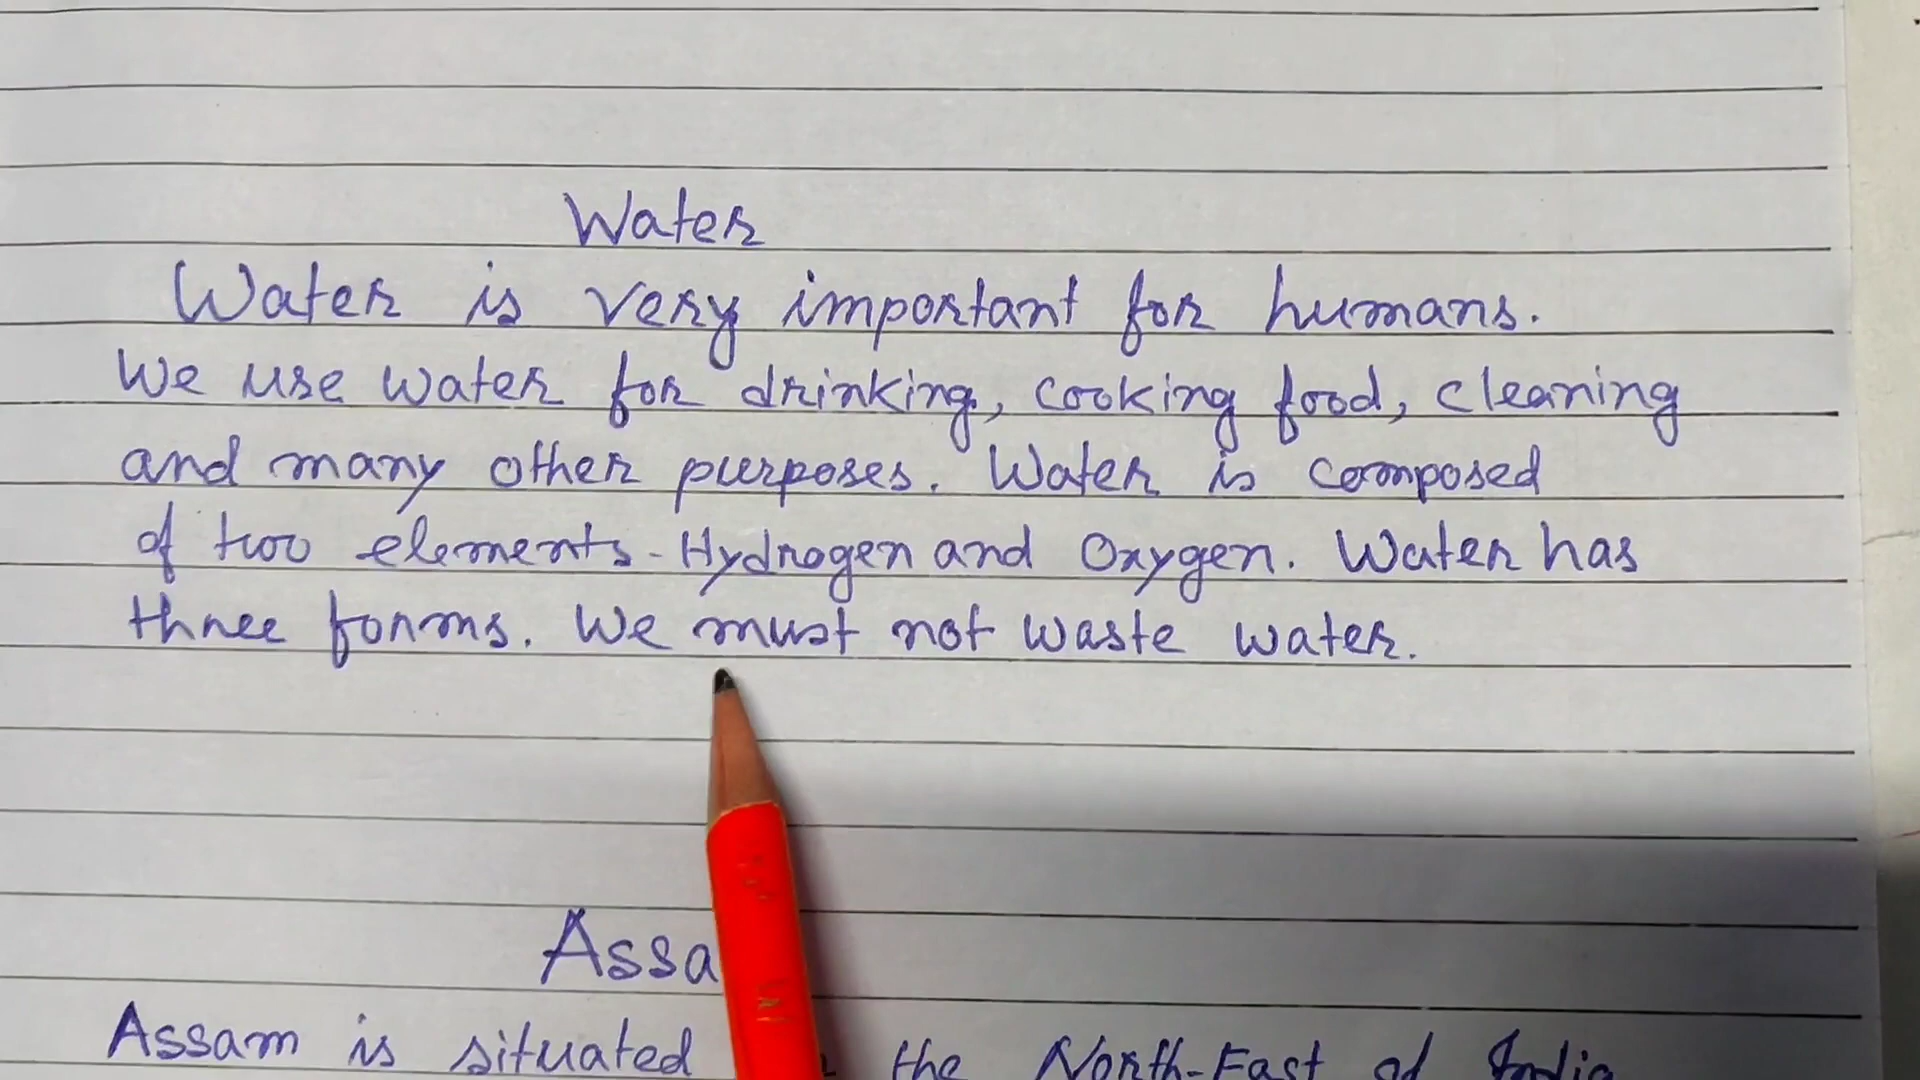 Water
Water is very important for humans.
We use water for drinking, cooking food, cleaning
and many other purposes. Water is composed
of two elements - Hydrogen and Oxygen. Water has
three forms. We must not waste water.
Assa
Assam is situated the North-East of India